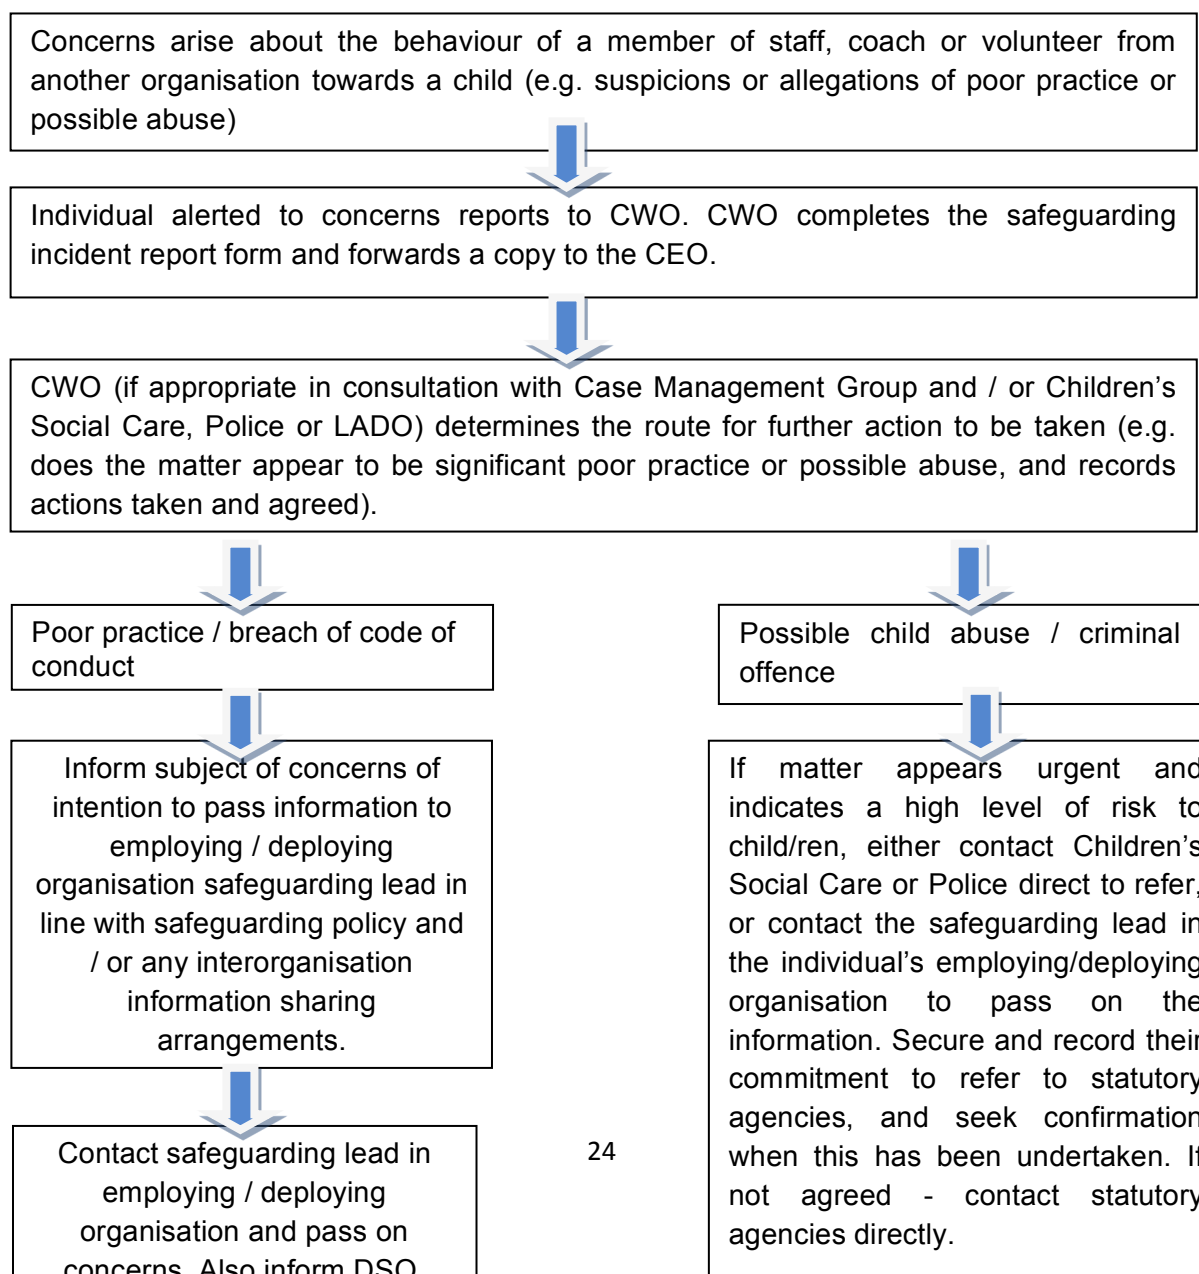 Concerns arise about the behaviour of a member of staff, coach or volunteer from
another organisation towards a child (e.g. suspicions or allegations of poor practice or
possible abuse)
Individual alerted to concerns reports to CWO. CWO completes the safeguarding
incident report form and forwards a copy to the CEO.
CWO (if appropriate in consultation with Case Management Group and / or Children’s
Social Care, Police or LADO) determines the route for further action to be taken (e.g.
does the matter appear to be significant poor practice or possible abuse, and records
actions taken and agreed).
Poor practice / breach of code of
conduct
Inform subject of concerns of
intention to pass information to
employing / deploying
organisation safeguarding lead in
line with safeguarding policy and
/ or any interorganisation
information sharing
arrangements.
Contact safeguarding lead in
employing / deploying
organisation and pass on
concerns. Also inform DSO
Possible child abuse / criminal
offence
If matter appears urgent and
indicates a high level of risk to
child/ren, either contact Children’s
Social Care or Police direct to refer,
or contact the safeguarding lead in
the individual’s employing/deploying
organisation to pass on the
information. Secure and record their
commitment to refer to statutory
agencies, and seek confirmation
when this has been undertaken. If
not agreed - contact statutory
agencies directly.
24